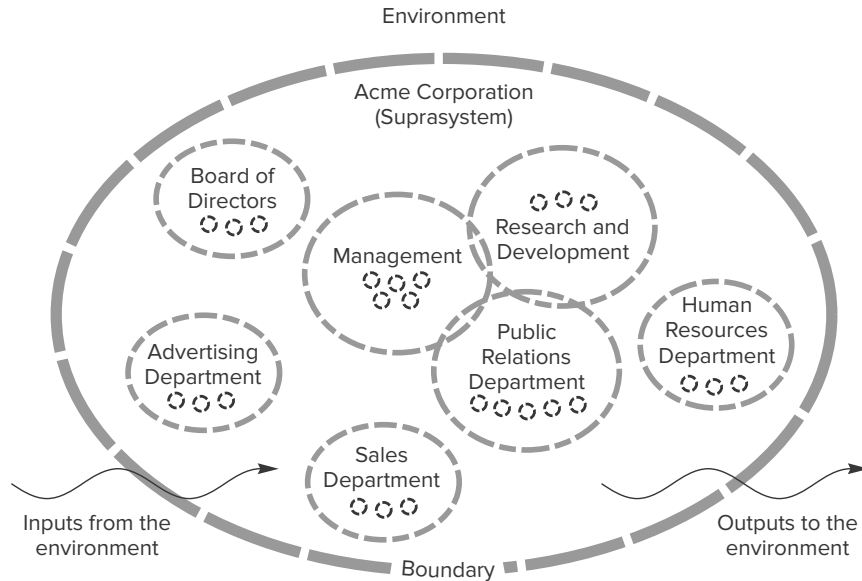 Environment
Acme Corporation
(Suprasystem)
Board of
Directors
Research and
Development
Management
Human
Resources
Department
Public
Relations
Department
Advertising
Department
Sales
Department
Inputs from the
environment
Outputs to the
environment
Boundary